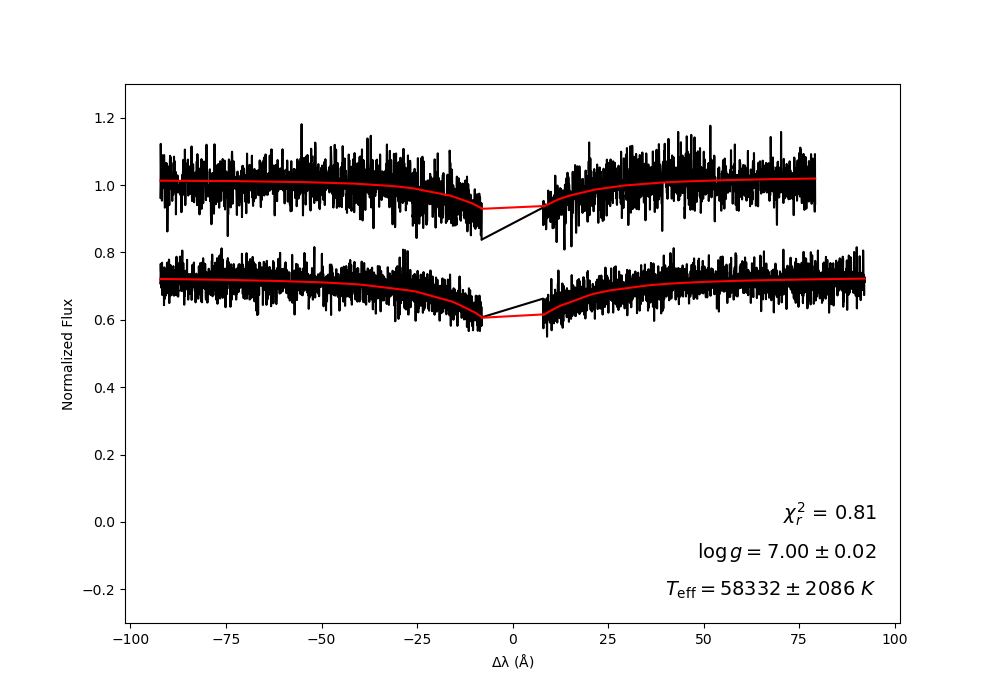 1.2
1.0
0.8
0.6
0.4
0.2
0.0
−0.2
Normalized Flux
χ²ᵣ = 0.81
log g = 7.00 ± 0.02
T_eff = 58332 ± 2086 K
−100 −75 −50 −25 0 25 50 75 100
Δλ (Å)